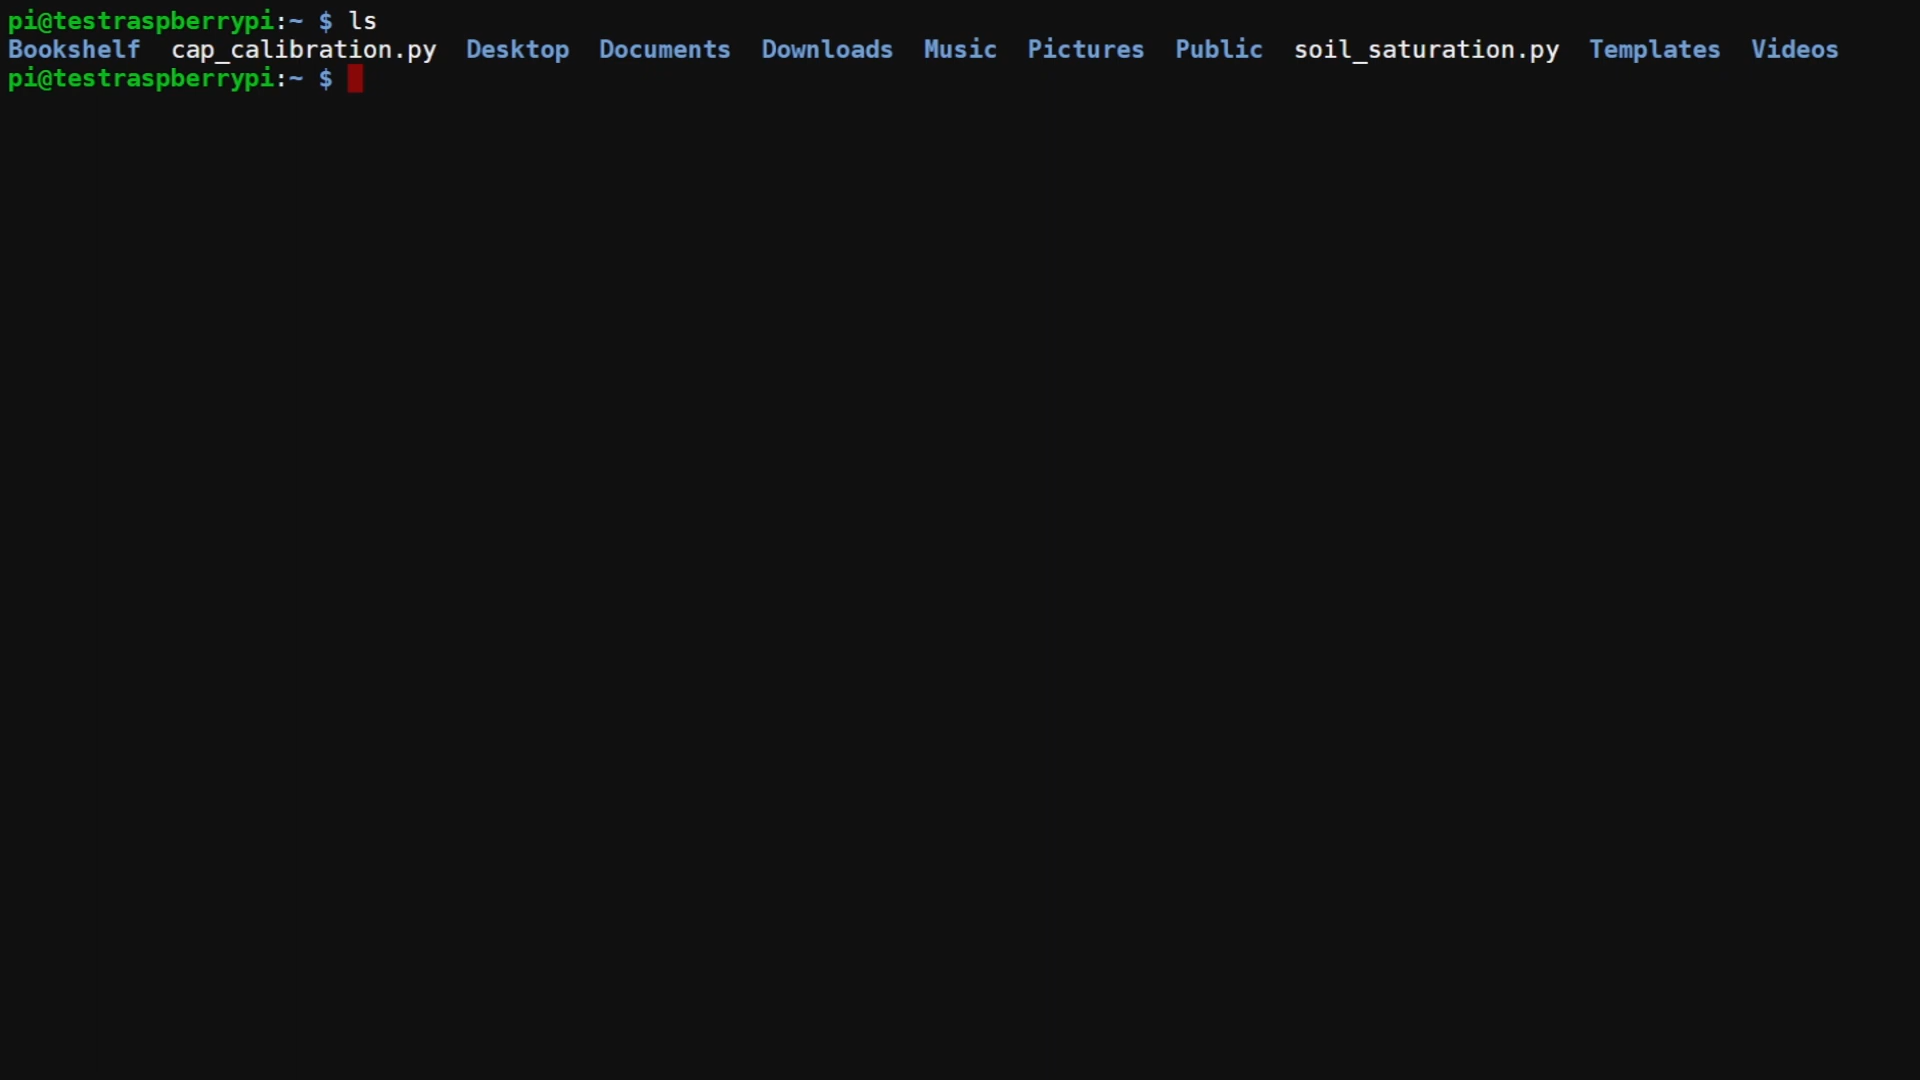 pi@testraspberrypi:~ $ ls
Bookshelf  cap_calibration.py  Desktop  Documents  Downloads  Music  Pictures  Public  soil_saturation.py  Templates  Videos
pi@testraspberrypi:~ $